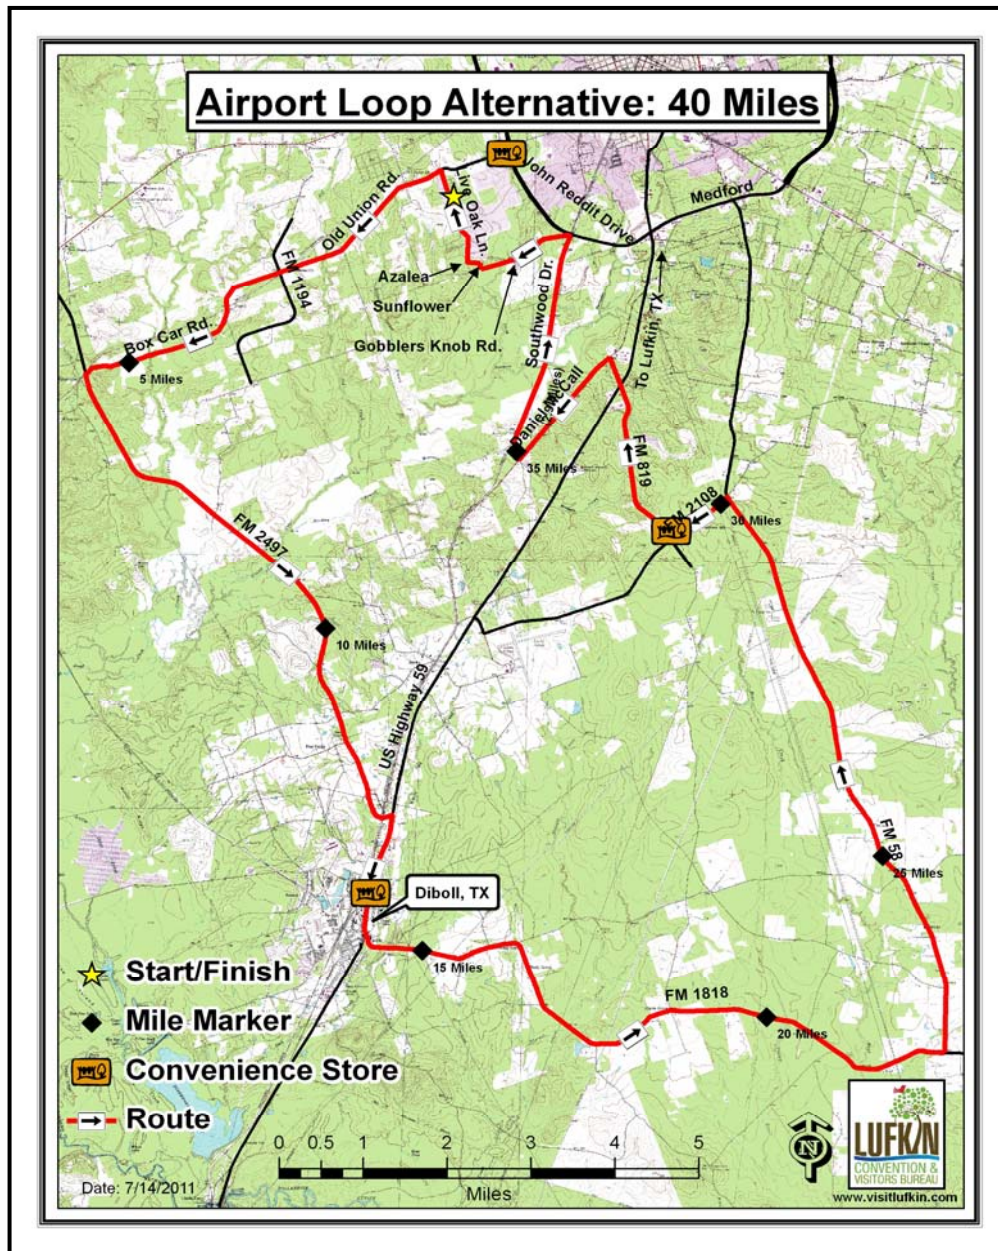 Airport Loop Alternative: 40 Miles
John Reddit Drive
Medford
Old Union Rd.
Live Oak Ln.
FM 1194
Azalea
Sunflower
Gobblers Knob Rd.
Southwood Dr.
To Lufkin, TX
Box Car Rd.
5 Miles
Daniel McCall
35 Miles
FM 819
FM 2108
30 Miles
FM 2497
10 Miles
US Highway 59
FM 58
25 Miles
Diboll, TX
15 Miles
FM 1818
20 Miles
Start/Finish
Mile Marker
Convenience Store
Route
0 0.5 1 2 3 4 5
Miles
N
LUFKIN
CONVENTION &
VISITORS BUREAU
www.visitlufkin.com
Date: 7/14/2011